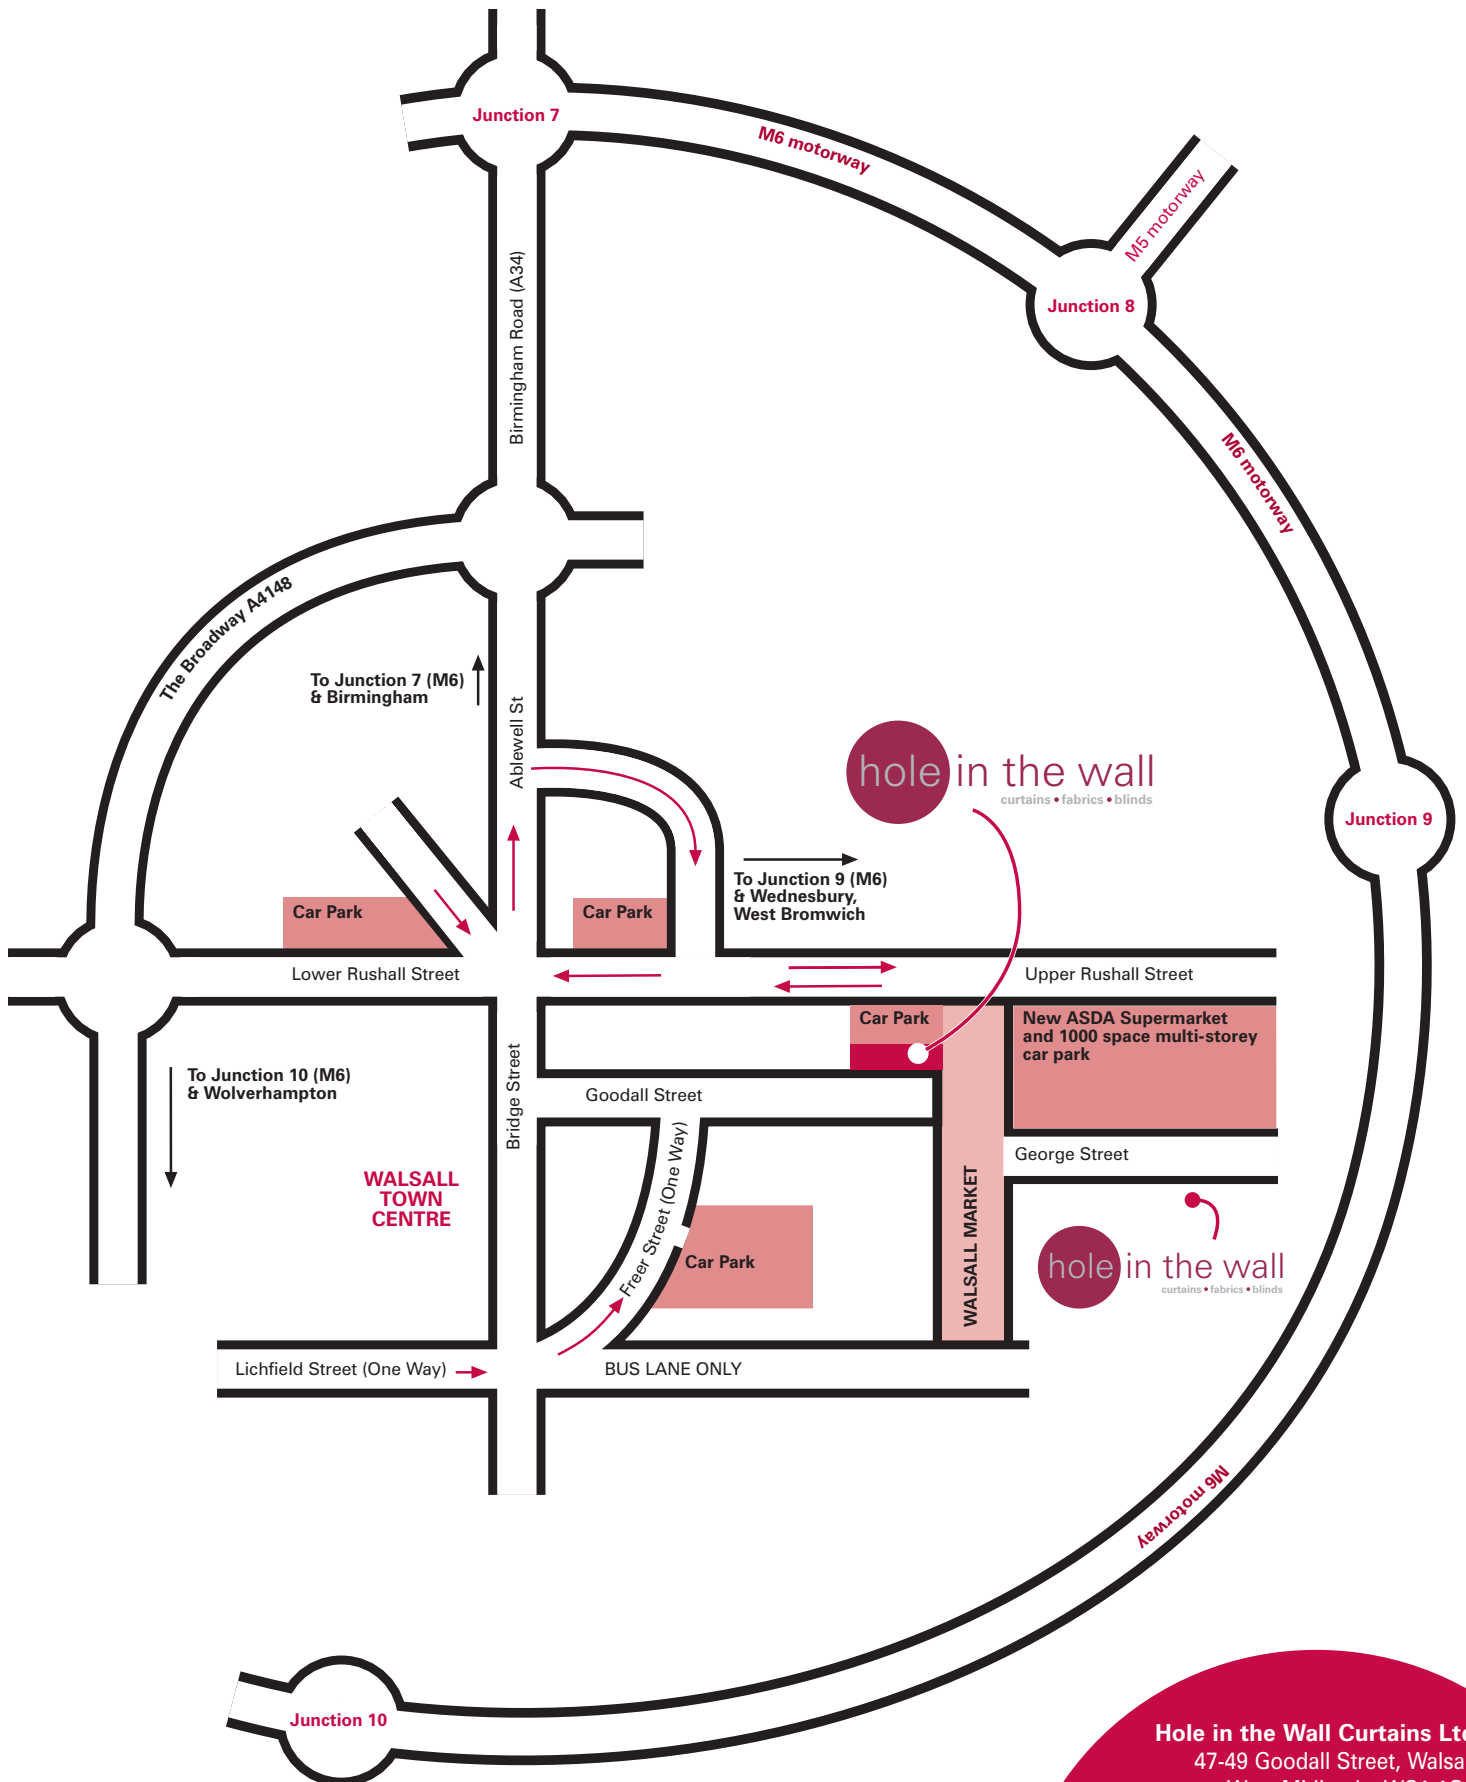 Junction 7
M6 motorway
M5 motorway
Junction 8
Birmingham Road (A34)
M6 motorway
The Broadway A4148
To Junction 7 (M6)
& Birmingham
Ablewell St
hole in the wall
curtains • fabrics • blinds
Junction 9
To Junction 9 (M6)
& Wednesbury,
West Bromwich
Car Park
Car Park
Lower Rushall Street
Upper Rushall Street
Car Park
New ASDA Supermarket
and 1000 space multi-storey
car park
To Junction 10 (M6)
& Wolverhampton
Bridge Street
Goodall Street
George Street
WALSALL
TOWN
CENTRE
Freer Street (One Way)
Car Park
WALSALL MARKET
hole in the wall
curtains • fabrics • blinds
Lichfield Street (One Way)
BUS LANE ONLY
M6 motorway
Junction 10
Hole in the Wall Curtains Ltd
47-49 Goodall Street, Walsa